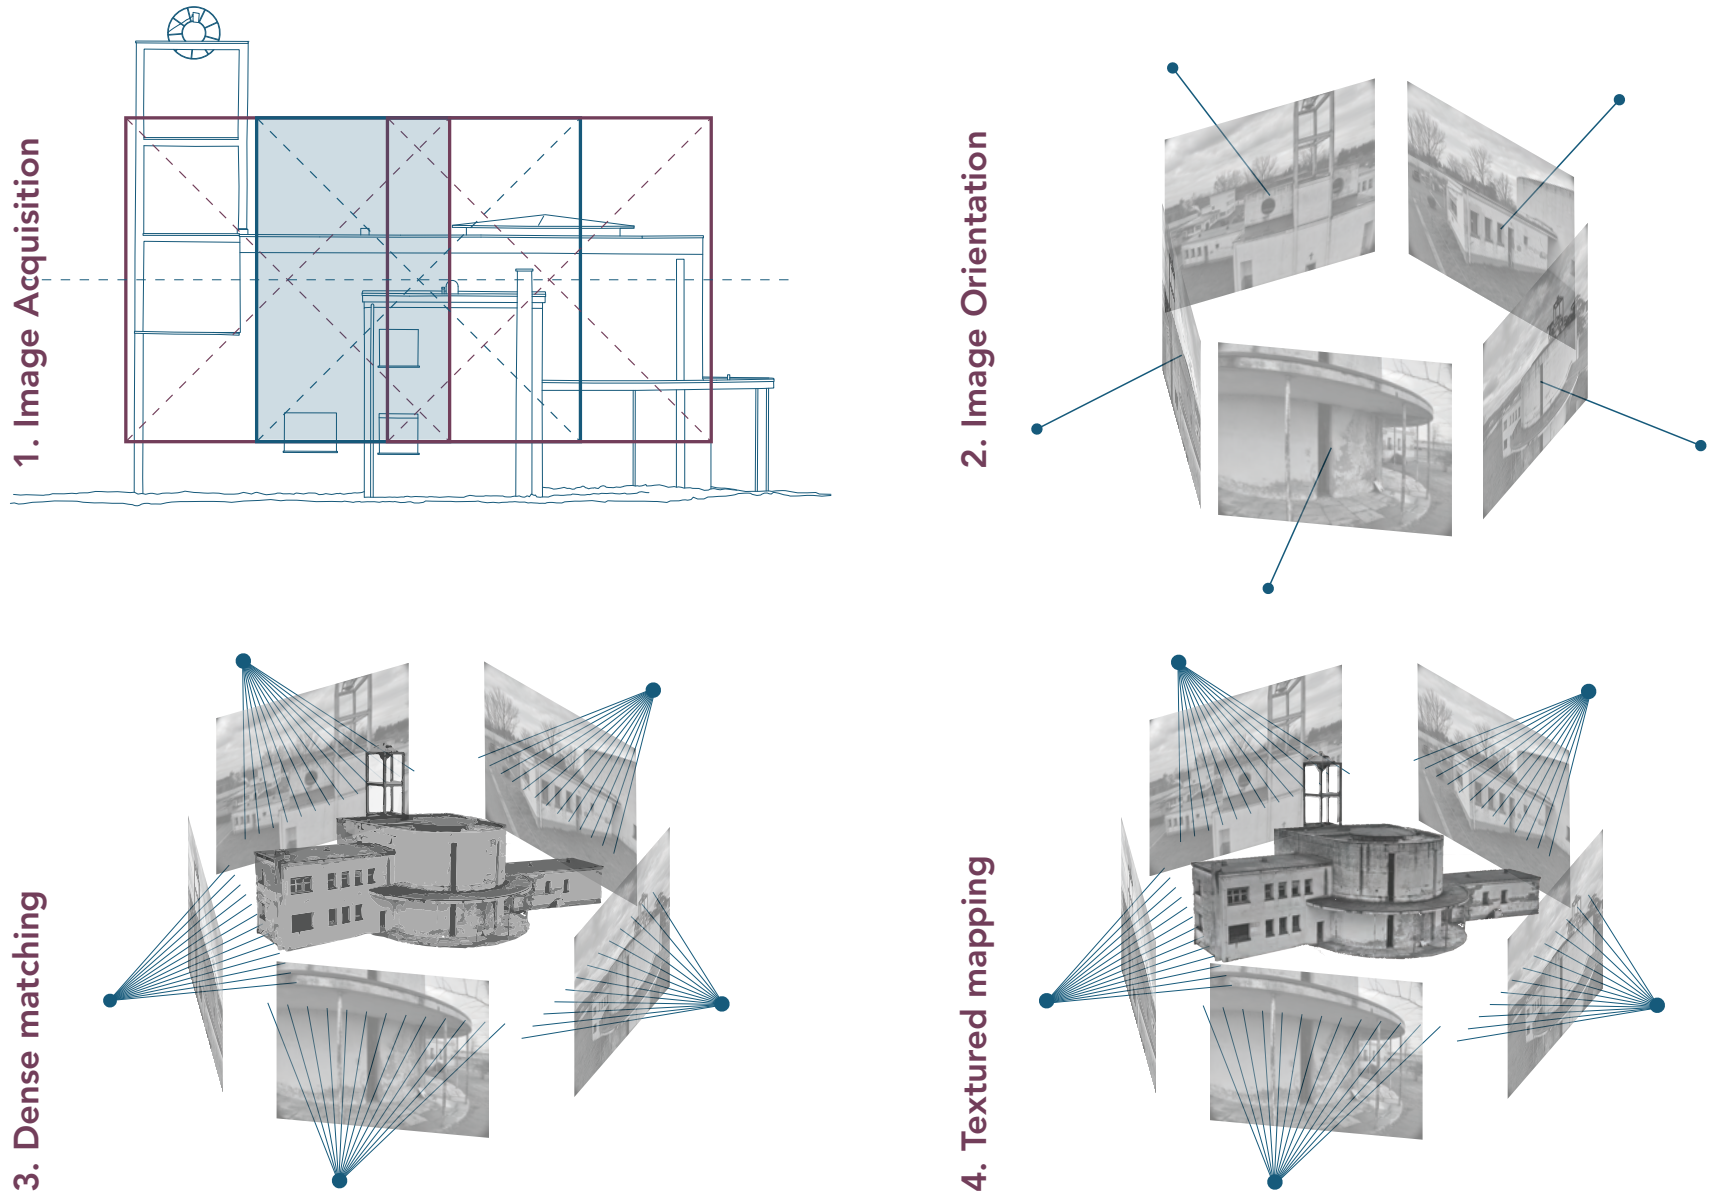 1. Image Acquisition
2. Image Orientation
3. Dense matching
4. Textured mapping